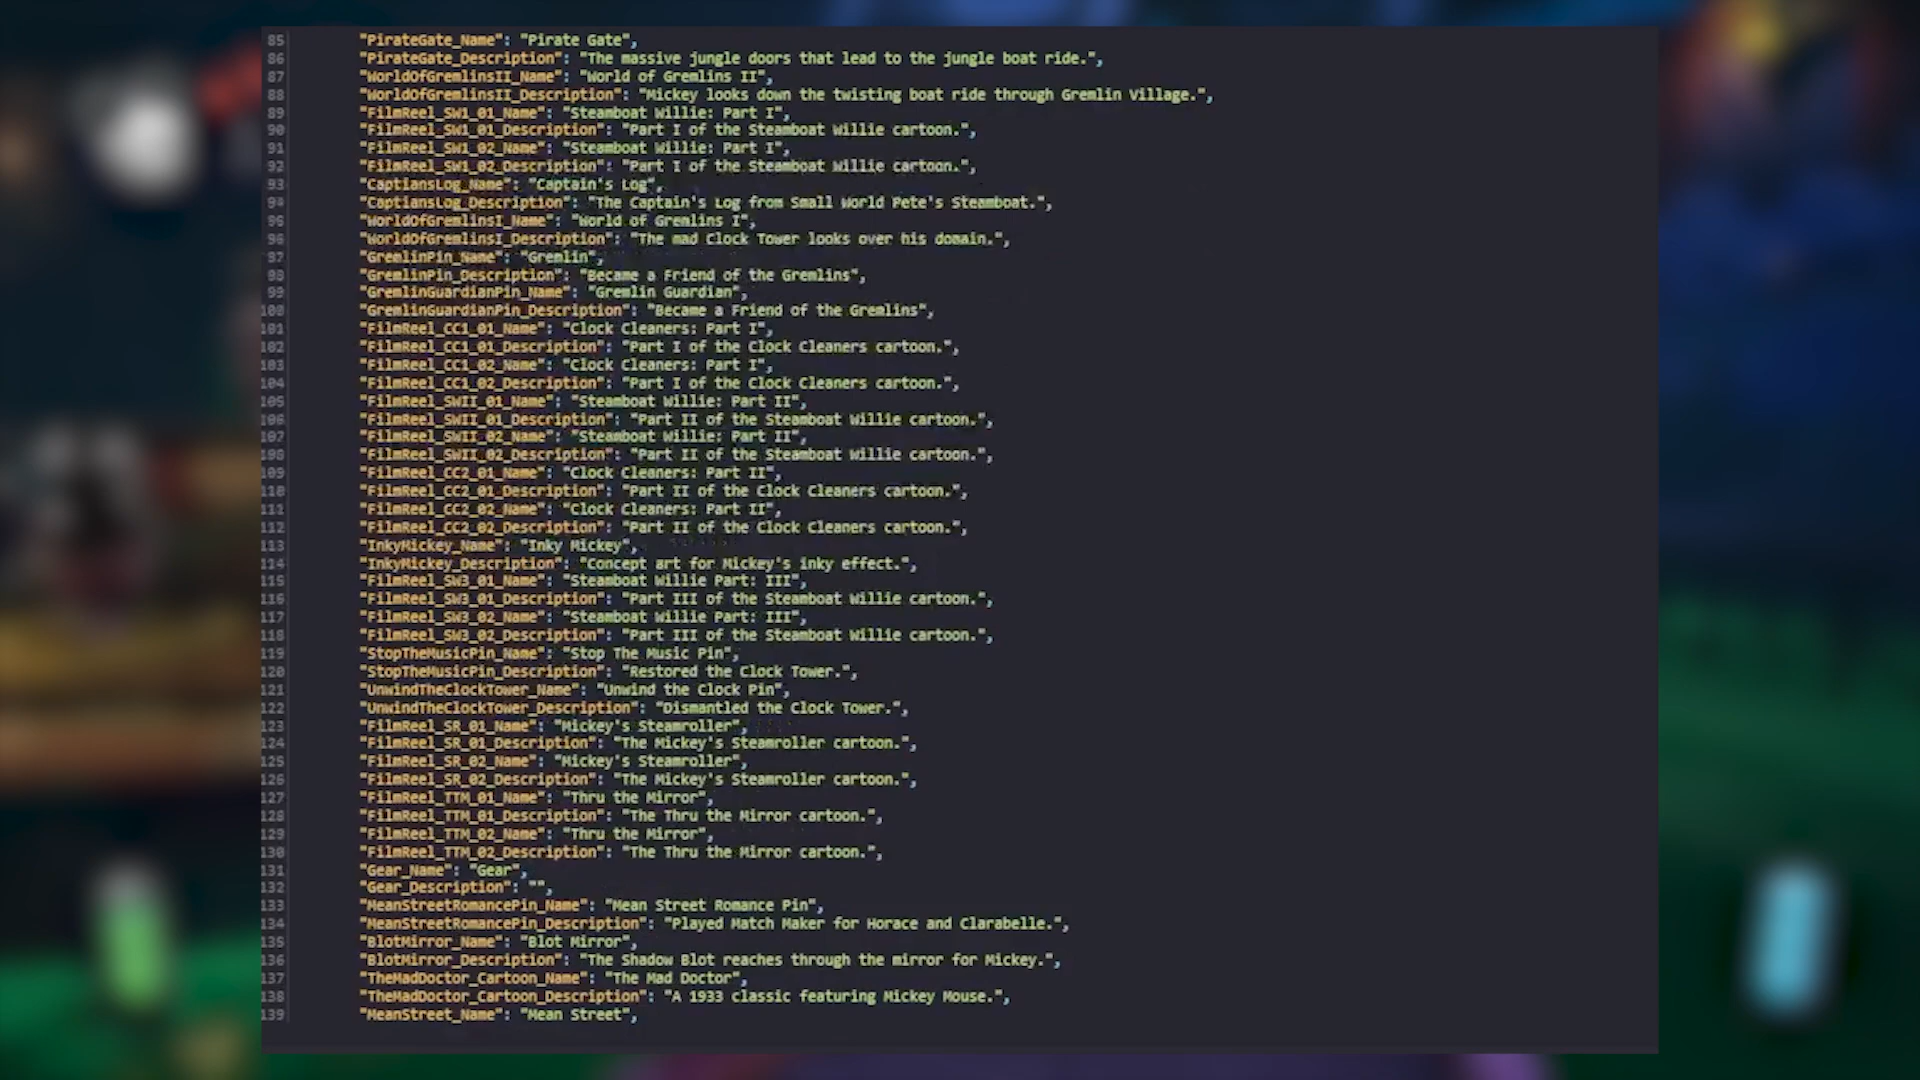 85 "PirateGate_Name": "Pirate Gate",
86 "PirateGate_Description": "The massive jungle doors that lead to the jungle boat ride.",
87 "WorldOfGremlinsII_Name": "World of Gremlins II",
88 "WorldOfGremlinsII_Description": "Mickey looks down the twisting boat ride through Gremlin Village.",
89 "FilmReel_SW1_01_Name": "Steamboat Willie: Part I",
90 "FilmReel_SW1_01_Description": "Part I of the Steamboat Willie cartoon.",
91 "FilmReel_SW1_02_Name": "Steamboat Willie: Part I",
92 "FilmReel_SW1_02_Description": "Part I of the Steamboat Willie cartoon.",
93 "CaptiansLog_Name": "Captain's Log",
94 "CaptiansLog_Description": "The Captain's Log from Small World Pete's Steamboat.",
95 "WorldOfGremlinsI_Name": "World of Gremlins I",
96 "WorldOfGremlinsI_Description": "The mad Clock Tower looks over his domain.",
97 "GremlinPin_Name": "Gremlin",
98 "GremlinPin_Description": "Became a Friend of the Gremlins",
99 "GremlinGuardianPin_Name": "Gremlin Guardian",
100 "GremlinGuardianPin_Description": "Became a Friend of the Gremlins",
101 "FilmReel_CC1_01_Name": "Clock Cleaners: Part I",
102 "FilmReel_CC1_01_Description": "Part I of the Clock Cleaners cartoon.",
103 "FilmReel_CC1_02_Name": "Clock Cleaners: Part I",
104 "FilmReel_CC1_02_Description": "Part I of the Clock Cleaners cartoon.",
105 "FilmReel_SWII_01_Name": "Steamboat Willie: Part II",
106 "FilmReel_SWII_01_Description": "Part II of the Steamboat Willie cartoon.",
107 "FilmReel_SWII_02_Name": "Steamboat Willie: Part II",
108 "FilmReel_SWII_02_Description": "Part II of the Steamboat Willie cartoon.",
109 "FilmReel_CC2_01_Name": "Clock Cleaners: Part II",
110 "FilmReel_CC2_01_Description": "Part II of the Clock Cleaners cartoon.",
111 "FilmReel_CC2_02_Name": "Clock Cleaners: Part II",
112 "FilmReel_CC2_02_Description": "Part II of the Clock Cleaners cartoon.",
113 "InkyMickey_Name": "Inky Mickey",
114 "InkyMickey_Description": "Concept art for Mickey's inky effect.",
115 "FilmReel_SW3_01_Name": "Steamboat Willie Part: III",
116 "FilmReel_SW3_01_Description": "Part III of the Steamboat Willie cartoon.",
117 "FilmReel_SW3_02_Name": "Steamboat Willie Part: III",
118 "FilmReel_SW3_02_Description": "Part III of the Steamboat Willie cartoon.",
119 "StopTheMusicPin_Name": "Stop The Music Pin",
120 "StopTheMusicPin_Description": "Restored the Clock Tower.",
121 "UnwindTheClockTower_Name": "Unwind the Clock Pin",
122 "UnwindTheClockTower_Description": "Dismantled the Clock Tower.",
123 "FilmReel_SR_01_Name": "Mickey's Steamroller",
124 "FilmReel_SR_01_Description": "The Mickey's Steamroller cartoon.",
125 "FilmReel_SR_02_Name": "Mickey's Steamroller",
126 "FilmReel_SR_02_Description": "The Mickey's Steamroller cartoon.",
127 "FilmReel_TTM_01_Name": "Thru the Mirror",
128 "FilmReel_TTM_01_Description": "The Thru the Mirror cartoon.",
129 "FilmReel_TTM_02_Name": "Thru the Mirror",
130 "FilmReel_TTM_02_Description": "The Thru the Mirror cartoon.",
131 "Gear_Name": "Gear",
132 "Gear_Description": "",
133 "MeanStreetRomancePin_Name": "Mean Street Romance Pin",
134 "MeanStreetRomancePin_Description": "Played Match Maker for Horace and Clarabelle.",
135 "BlotMirror_Name": "Blot Mirror",
136 "BlotMirror_Description": "The Shadow Blot reaches through the mirror for Mickey.",
137 "TheMadDoctor_Cartoon_Name": "The Mad Doctor",
138 "TheMadDoctor_Cartoon_Description": "A 1933 classic featuring Mickey Mouse.",
139 "MeanStreet_Name": "Mean Street",